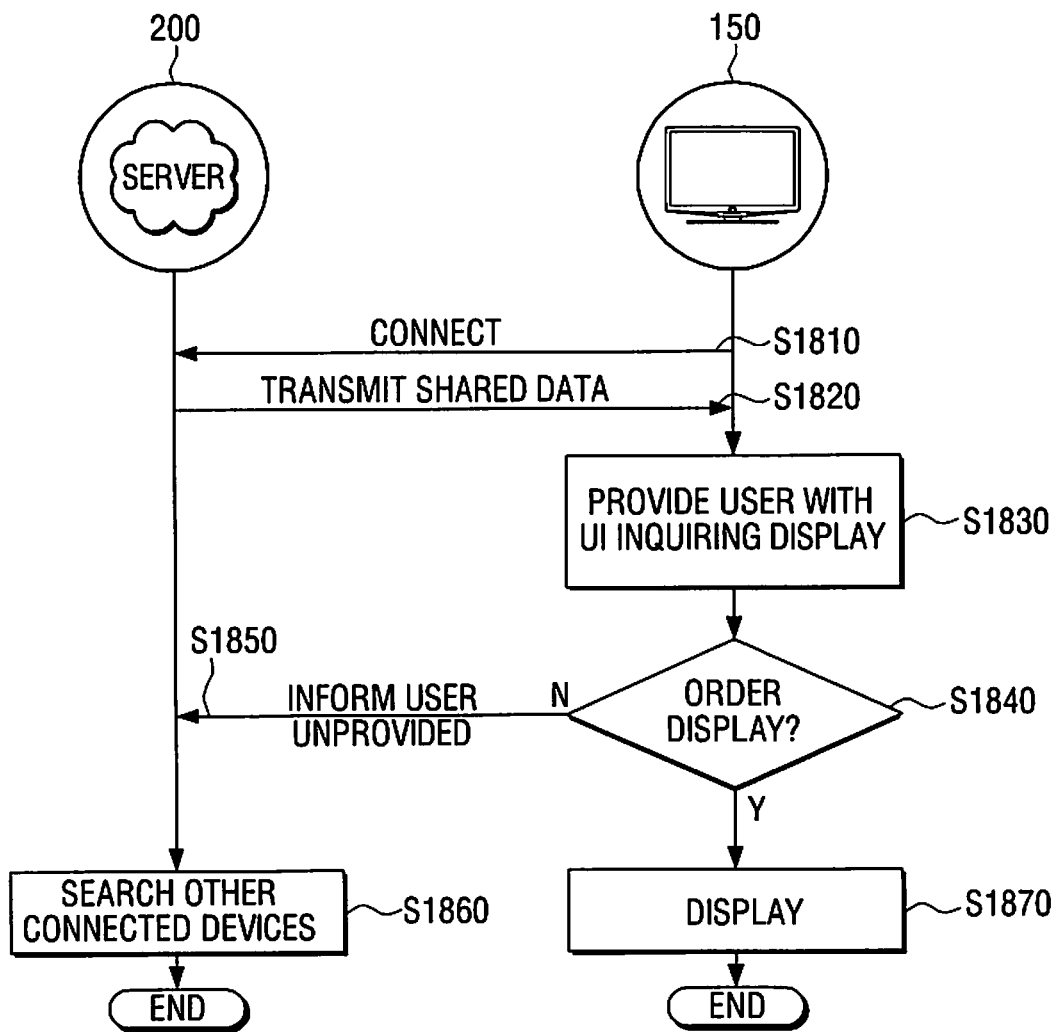 200
150
SERVER
CONNECT
S1810
TRANSMIT SHARED DATA
S1820
PROVIDE USER WITH
UI INQUIRING DISPLAY
S1830
S1850
INFORM USER
UNPROVIDED
N
ORDER
DISPLAY?
S1840
Y
SEARCH OTHER
CONNECTED DEVICES
S1860
DISPLAY
S1870
END
END